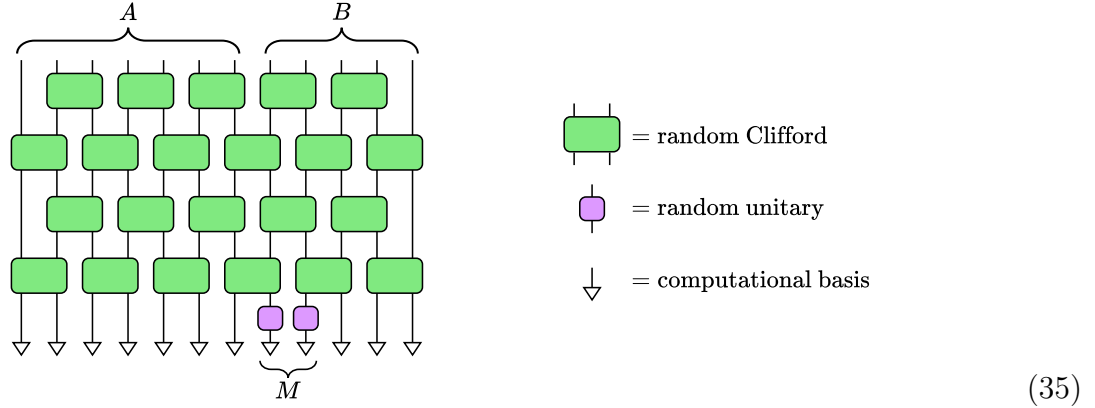 A B
= random Clifford
= random unitary
= computational basis
M
(35)